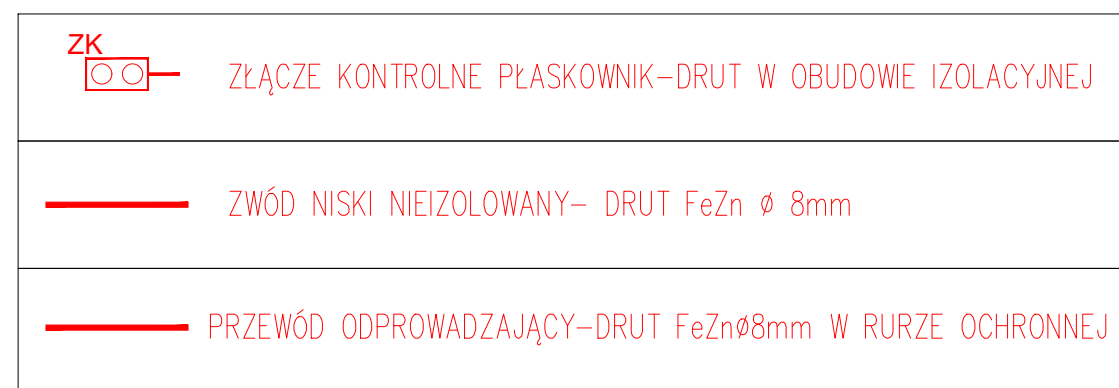 ZK
ZŁĄCZE KONTROLNE PŁASKOWNIK-DRUT W OBUDOWIE IZOLACYJNEJ
ZWÓD NISKI NIEIZOLOWANY- DRUT FeZn ø 8mm
PRZEWÓD ODPROWADZAJĄCY-DRUT FeZnø8mm W RURZE OCHRONNEJ